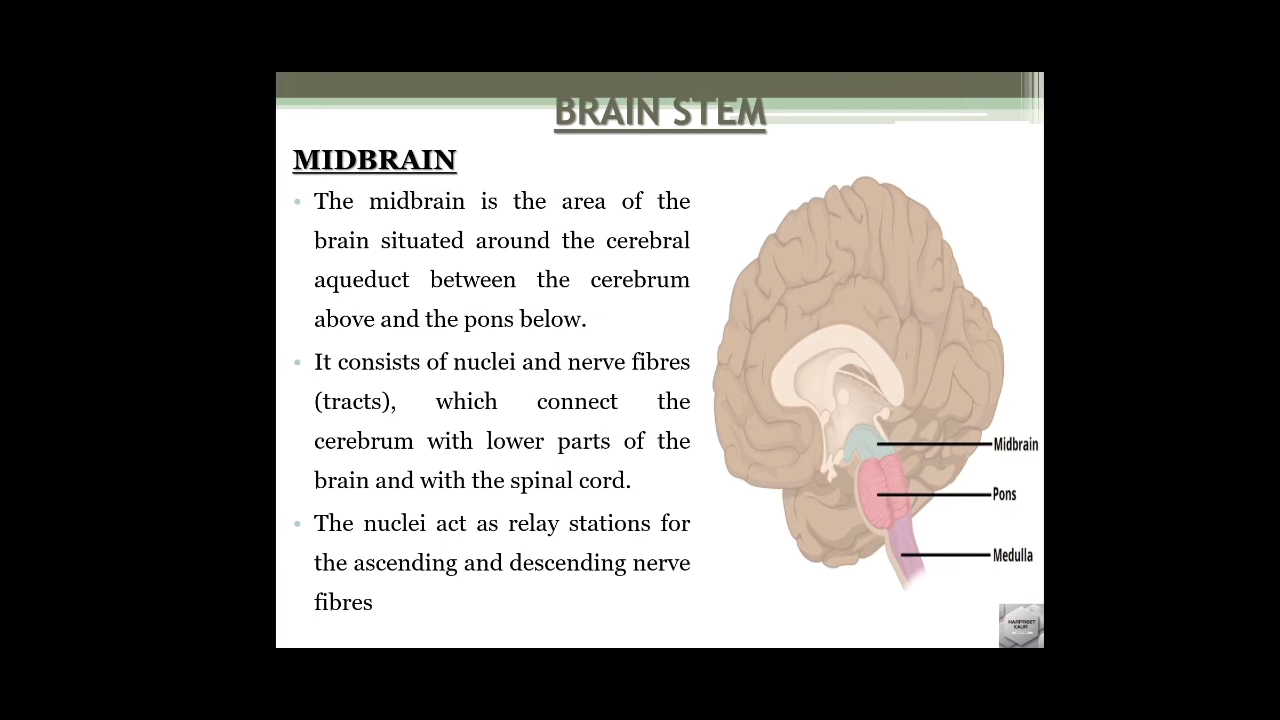 BRAIN STEM
MIDBRAIN
• The midbrain is the area of the
brain situated around the cerebral
aqueduct between the cerebrum
above and the pons below.
• It consists of nuclei and nerve fibres
(tracts), which connect the
cerebrum with lower parts of the
brain and with the spinal cord.
• The nuclei act as relay stations for
the ascending and descending nerve
fibres
Midbrain
Pons
Medulla
HARPREET
KAUR